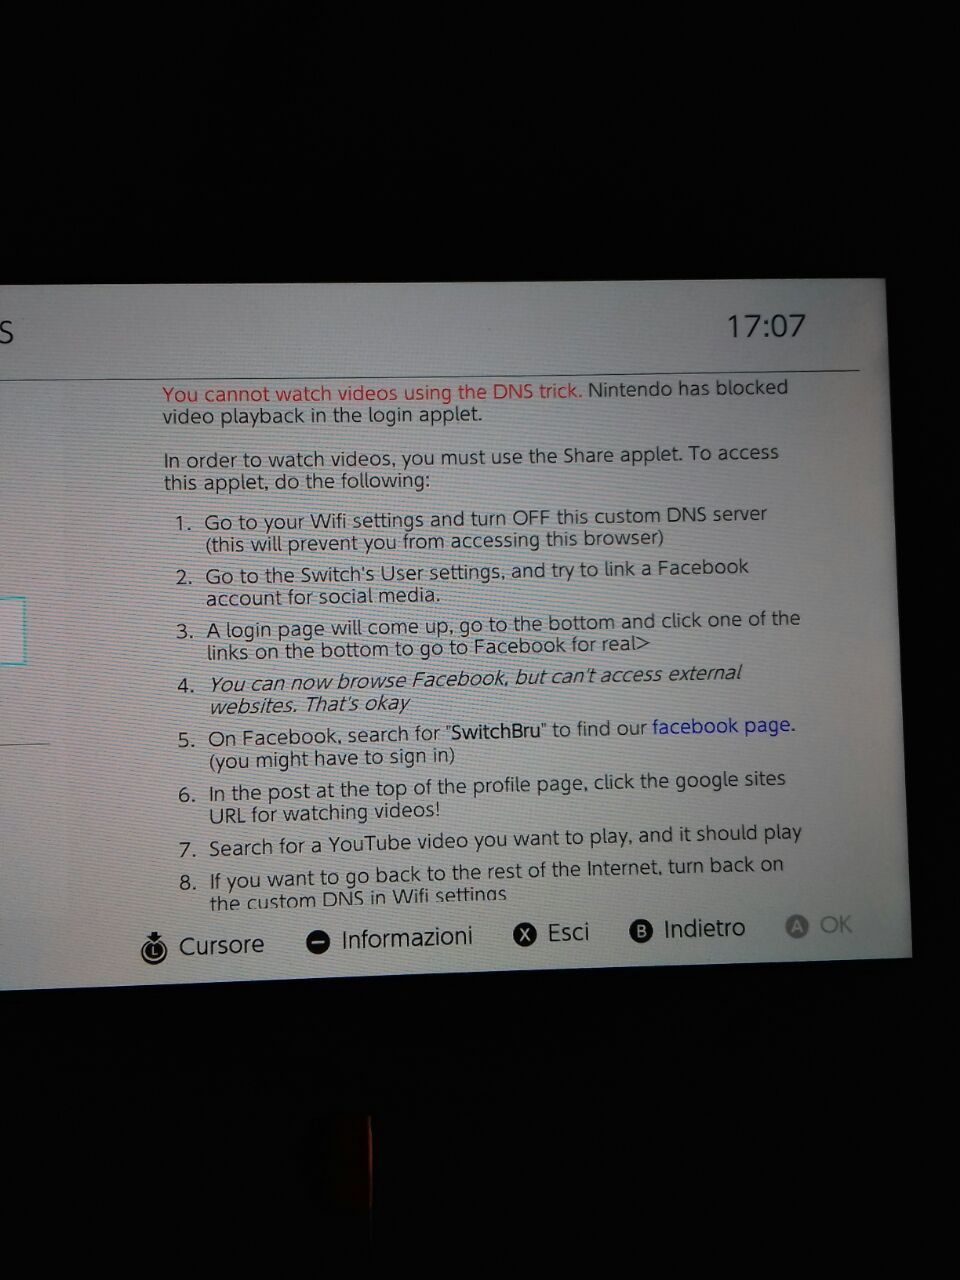 S
17:07
You cannot watch videos using the DNS trick. Nintendo has blocked
video playback in the login applet.
In order to watch videos, you must use the Share applet. To access
this applet, do the following:
1. Go to your Wifi settings and turn OFF this custom DNS server
(this will prevent you from accessing this browser)
2. Go to the Switch's User settings, and try to link a Facebook
account for social media.
3. A login page will come up, go to the bottom and click one of the
links on the bottom to go to Facebook for real>
4. You can now browse Facebook, but can't access external
websites. That's okay
5. On Facebook, search for "SwitchBru" to find our facebook page.
(you might have to sign in)
6. In the post at the top of the profile page, click the google sites
URL for watching videos!
7. Search for a YouTube video you want to play, and it should play
8. If you want to go back to the rest of the Internet, turn back on
the custom DNS in Wifi settings
L Cursore - Informazioni X Esci B Indietro A OK